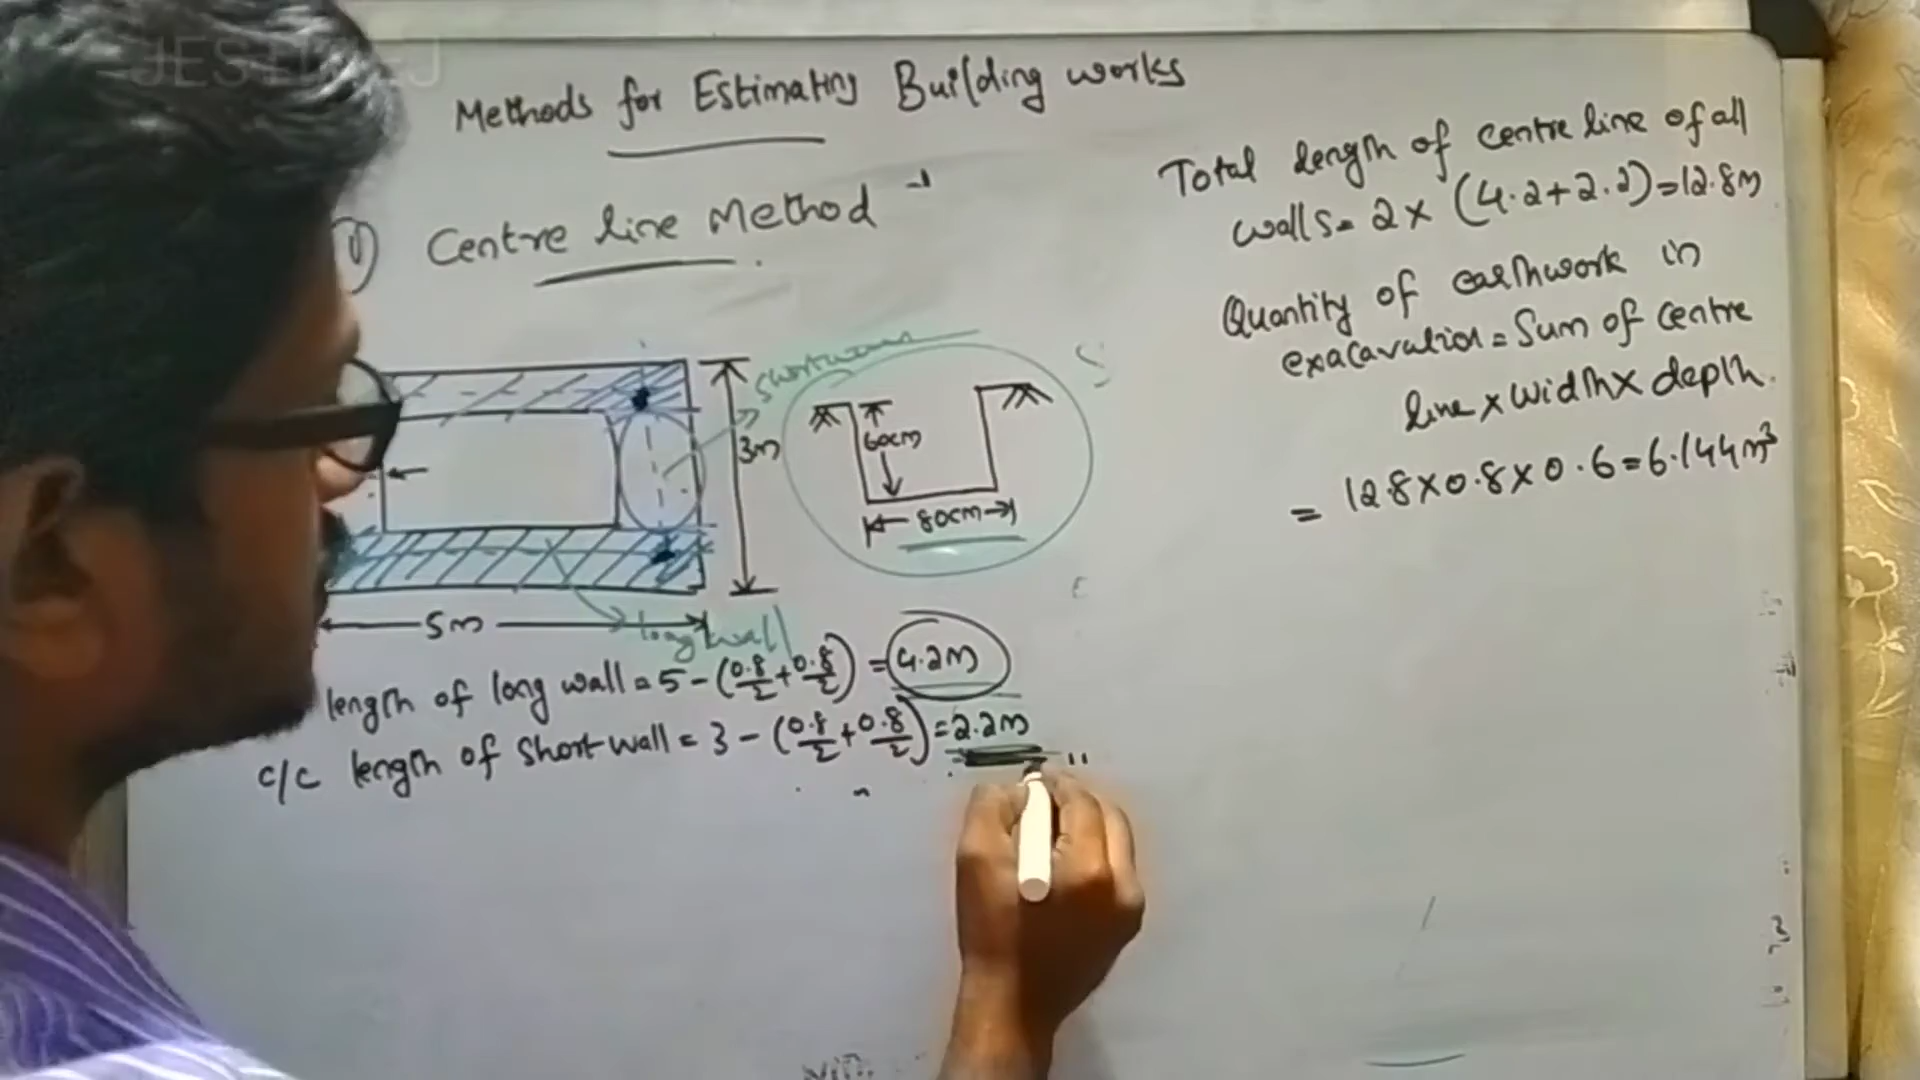 Methods for Estimating Building works
1) Centre line Method -
Shortwall
3m
60cm
80cm
5m
long wall
length of long wall = 5 - (0.8/2 + 0.8/2) = 4.2m
c/c length of Short wall = 3 - (0.8/2 + 0.8/2) = 2.2m
Total length of centre line of all
walls = 2 x (4.2+2.2) = 12.8m
Quantity of earthwork in
exacavation = Sum of centre
line x width x depth.
= 12.8 x 0.8 x 0.6 = 6.144m³